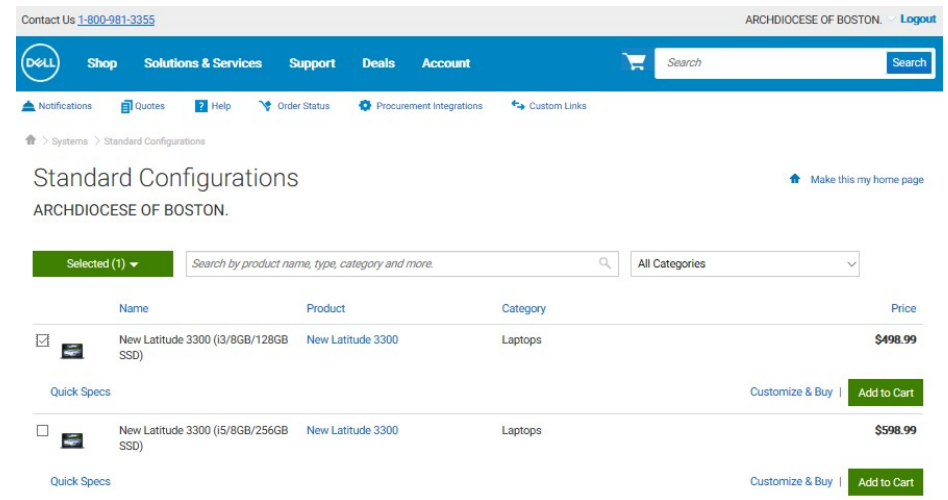 Contact Us 1-800-981-3355
ARCHDIOCESE OF BOSTON. Logout
DELL Shop Solutions & Services Support Deals Account Search Search
Notifications Quotes ? Help Order Status Procurement Integrations Custom Links
> Systems > Standard Configurations
Standard Configurations
Make this my home page
ARCHDIOCESE OF BOSTON.
Selected (1) Search by product name, type, category and more. All Categories
Name Product Category Price
New Latitude 3300 (i3/8GB/128GB New Latitude 3300 Laptops $498.99
SSD)
Quick Specs Customize & Buy | Add to Cart
New Latitude 3300 (i5/8GB/256GB New Latitude 3300 Laptops $598.99
SSD)
Quick Specs Customize & Buy | Add to Cart